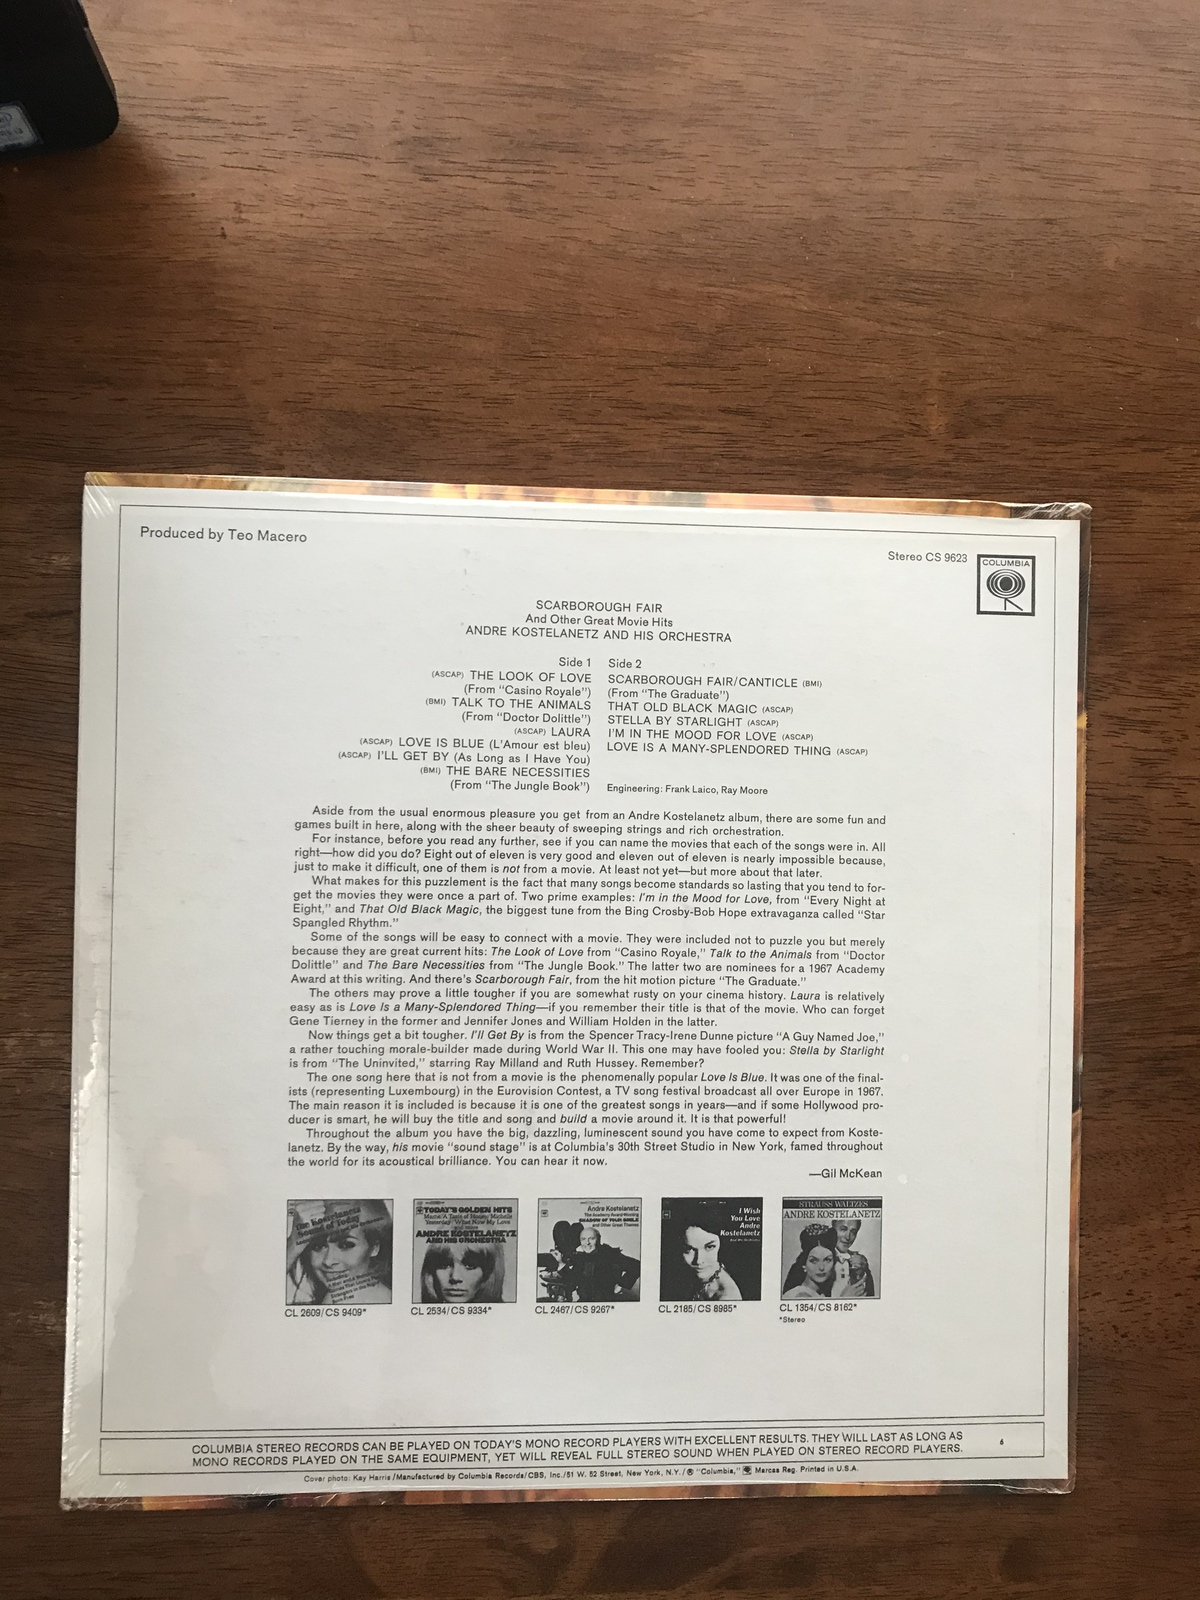 Produced by Teo Macero
Stereo CS 9623
COLUMBIA
SCARBOROUGH FAIR
And Other Great Movie Hits
ANDRE KOSTELANETZ AND HIS ORCHESTRA
Side 1
(ASCAP) THE LOOK OF LOVE
(From "Casino Royale")
(BMI) TALK TO THE ANIMALS
(From "Doctor Dolittle")
(ASCAP) LAURA
(ASCAP) LOVE IS BLUE (L'Amour est bleu)
(ASCAP) I'LL GET BY (As Long as I Have You)
(BMI) THE BARE NECESSITIES
(From "The Jungle Book")
Side 2
SCARBOROUGH FAIR/CANTICLE (BMI)
(From "The Graduate")
THAT OLD BLACK MAGIC (ASCAP)
STELLA BY STARLIGHT (ASCAP)
I'M IN THE MOOD FOR LOVE (ASCAP)
LOVE IS A MANY-SPLENDORED THING (ASCAP)
Engineering: Frank Laico, Ray Moore
Aside from the usual enormous pleasure you get from an Andre Kostelanetz album, there are some fun and
games built in here, along with the sheer beauty of sweeping strings and rich orchestration.
For instance, before you read any further, see if you can name the movies that each of the songs were in. All
right—how did you do? Eight out of eleven is very good and eleven out of eleven is nearly impossible because,
just to make it difficult, one of them is not from a movie. At least not yet—but more about that later.
What makes for this puzzlement is the fact that many songs become standards so lasting that you tend to for-
get the movies they were once a part of. Two prime examples: I'm in the Mood for Love, from "Every Night at
Eight," and That Old Black Magic, the biggest tune from the Bing Crosby-Bob Hope extravaganza called "Star
Spangled Rhythm."
Some of the songs will be easy to connect with a movie. They were included not to puzzle you but merely
because they are great current hits: The Look of Love from "Casino Royale," Talk to the Animals from "Doctor
Dolittle" and The Bare Necessities from "The Jungle Book." The latter two are nominees for a 1967 Academy
Award at this writing. And there's Scarborough Fair, from the hit motion picture "The Graduate."
The others may prove a little tougher if you are somewhat rusty on your cinema history. Laura is relatively
easy as is Love Is a Many-Splendored Thing—if you remember their title is that of the movie. Who can forget
Gene Tierney in the former and Jennifer Jones and William Holden in the latter.
Now things get a bit tougher. I'll Get By is from the Spencer Tracy-Irene Dunne picture "A Guy Named Joe,"
a rather touching morale-builder made during World War II. This one may have fooled you: Stella by Starlight
is from "The Uninvited," starring Ray Milland and Ruth Hussey. Remember?
The one song here that is not from a movie is the phenomenally popular Love Is Blue. It was one of the final-
ists (representing Luxembourg) in the Eurovision Contest, a TV song festival broadcast all over Europe in 1967.
The main reason it is included is because it is one of the greatest songs in years—and if some Hollywood pro-
ducer is smart, he will buy the title and song and build a movie around it. It is that powerful!
Throughout the album you have the big, dazzling, luminescent sound you have come to expect from Koste-
lanetz. By the way, his movie "sound stage" is at Columbia's 30th Street Studio in New York, famed throughout
the world for its acoustical brilliance. You can hear it now.
—Gil McKean
The Kostelanetz
Sound of Today
TODAY'S GOLDEN HITS
ANDRE KOSTELANETZ
AND HIS ORCHESTRA
Andre Kostelanetz
The Academy Award-Winning
SHADOW OF YOUR SMILE
and Other Great Themes
I Wish
You Love
Andre
Kostelanetz
STRAUSS WALTZES
ANDRE KOSTELANETZ
CL 2609/CS 9409*
CL 2534/CS 9334*
CL 2467/CS 9267*
CL 2185/CS 8985*
CL 1354/CS 8162*
*Stereo
COLUMBIA STEREO RECORDS CAN BE PLAYED ON TODAY'S MONO RECORD PLAYERS WITH EXCELLENT RESULTS. THEY WILL LAST AS LONG AS
MONO RECORDS PLAYED ON THE SAME EQUIPMENT, YET WILL REVEAL FULL STEREO SOUND WHEN PLAYED ON STEREO RECORD PLAYERS.
6
Cover photo: Kay Harris/Manufactured by Columbia Records/CBS, Inc./51 W. 52 Street, New York, N.Y./® "Columbia," Marcas Reg. Printed in U.S.A.